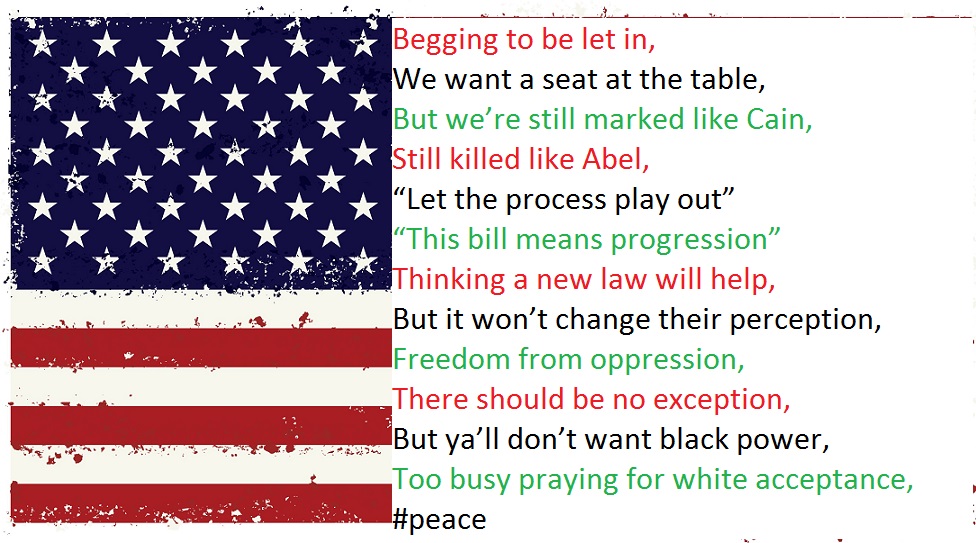 Begging to be let in,
We want a seat at the table,
But we’re still marked like Cain,
Still killed like Abel,
“Let the process play out”
“This bill means progression”
Thinking a new law will help,
But it won’t change their perception,
Freedom from oppression,
There should be no exception,
But ya’ll don’t want black power,
Too busy praying for white acceptance,
#peace